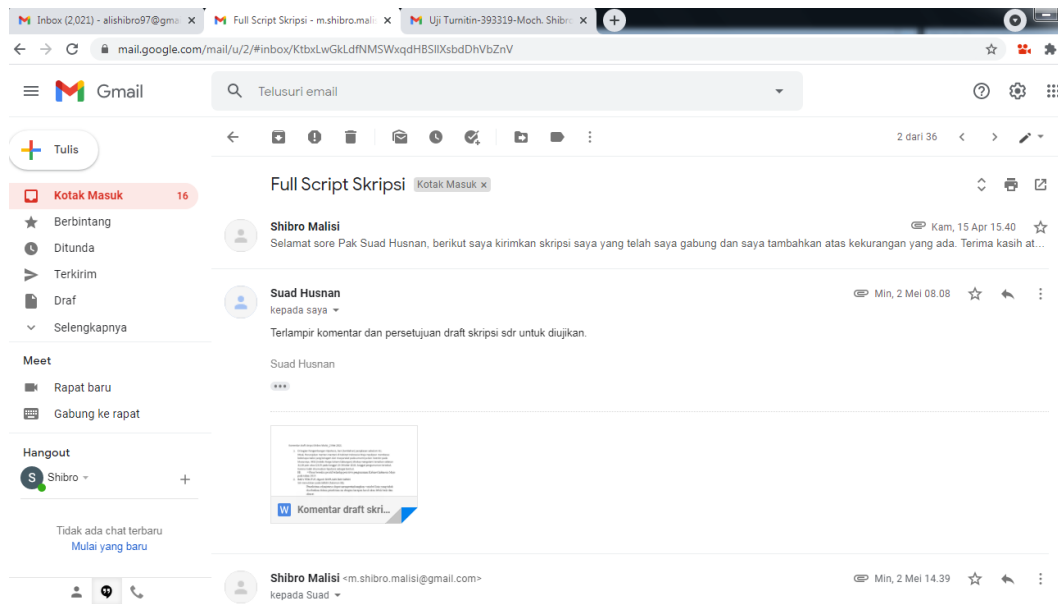 Inbox (2,021) - alishibro97@gma
Full Script Skripsi - m.shibro.mali
Uji Turnitin-393319-Moch. Shibro
mail.google.com/mail/u/2/#inbox/KtbxLwGkLdfNMSWxqdHBSIlXsbdDhVbZnV
Gmail
Telusuri email
Tulis
2 dari 36
Kotak Masuk 16
Berbintang
Ditunda
Terkirim
Draf
Selengkapnya
Meet
Rapat baru
Gabung ke rapat
Hangout
S Shibro
Tidak ada chat terbaru
Mulai yang baru
Full Script Skripsi Kotak Masuk x
Shibro Malisi Kam, 15 Apr 15.40
Selamat sore Pak Suad Husnan, berikut saya kirimkan skripsi saya yang telah saya gabung dan saya tambahkan atas kekurangan yang ada. Terima kasih at...
Suad Husnan Min, 2 Mei 08.08
kepada saya
Terlampir komentar dan persetujuan draft skripsi sdr untuk diujikan.
Suad Husnan
W Komentar draft skri...
Shibro Malisi <m.shibro.malisi@gmail.com> Min, 2 Mei 14.39
kepada Suad